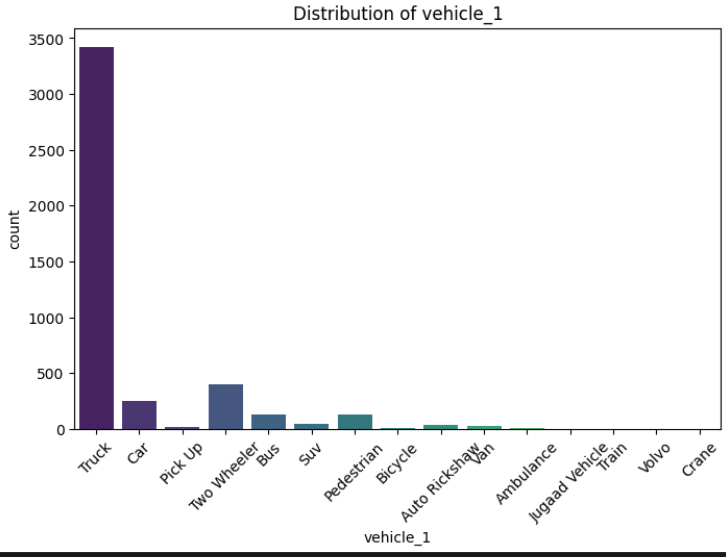 Distribution of vehicle_1
3500
3000
2500
2000
1500
1000
500
0
count
Truck
Car
Pick Up
Two Wheeler
Bus
Suv
Pedestrian
Bicycle
Auto Rickshaw
Van
Ambulance
Jugaad Vehicle
Train
Volvo
Crane
vehicle_1